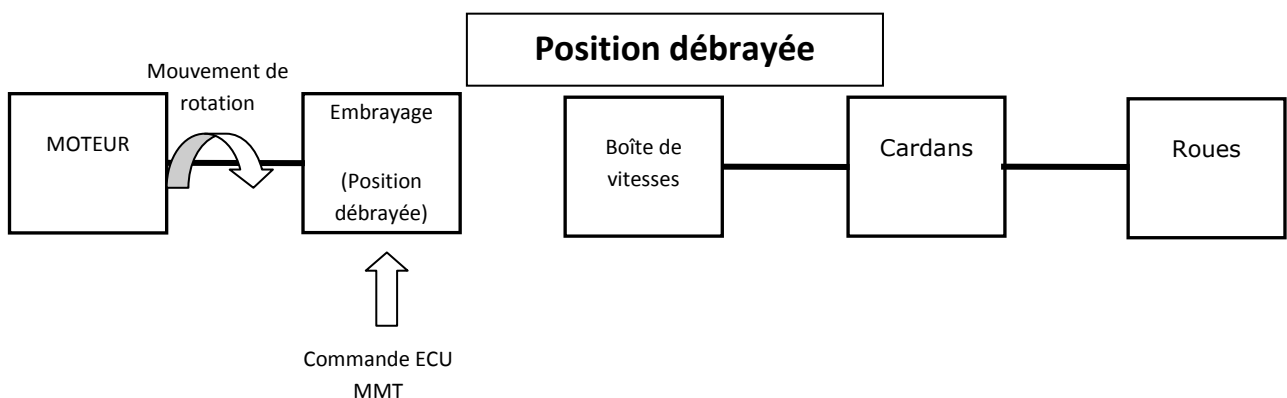 Position débrayée
Mouvement de
rotation
MOTEUR
Embrayage
(Position
débrayée)
Boîte de
vitesses
Cardans
Roues
Commande ECU
MMT